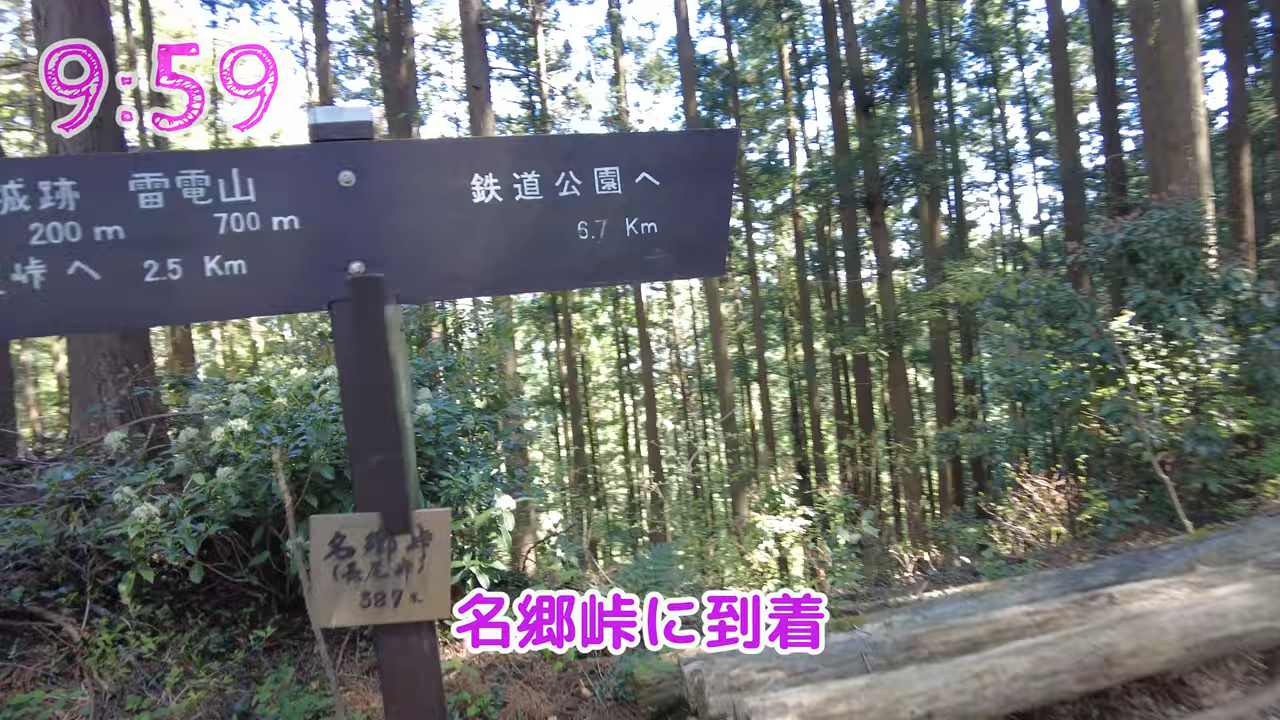 9:59
城跡 雷電山
200 m 700 m
峠へ 2.5 Km
鉄道公園へ
6.7 Km
名郷峠
(長尾峠)
587m
名郷峠に到着